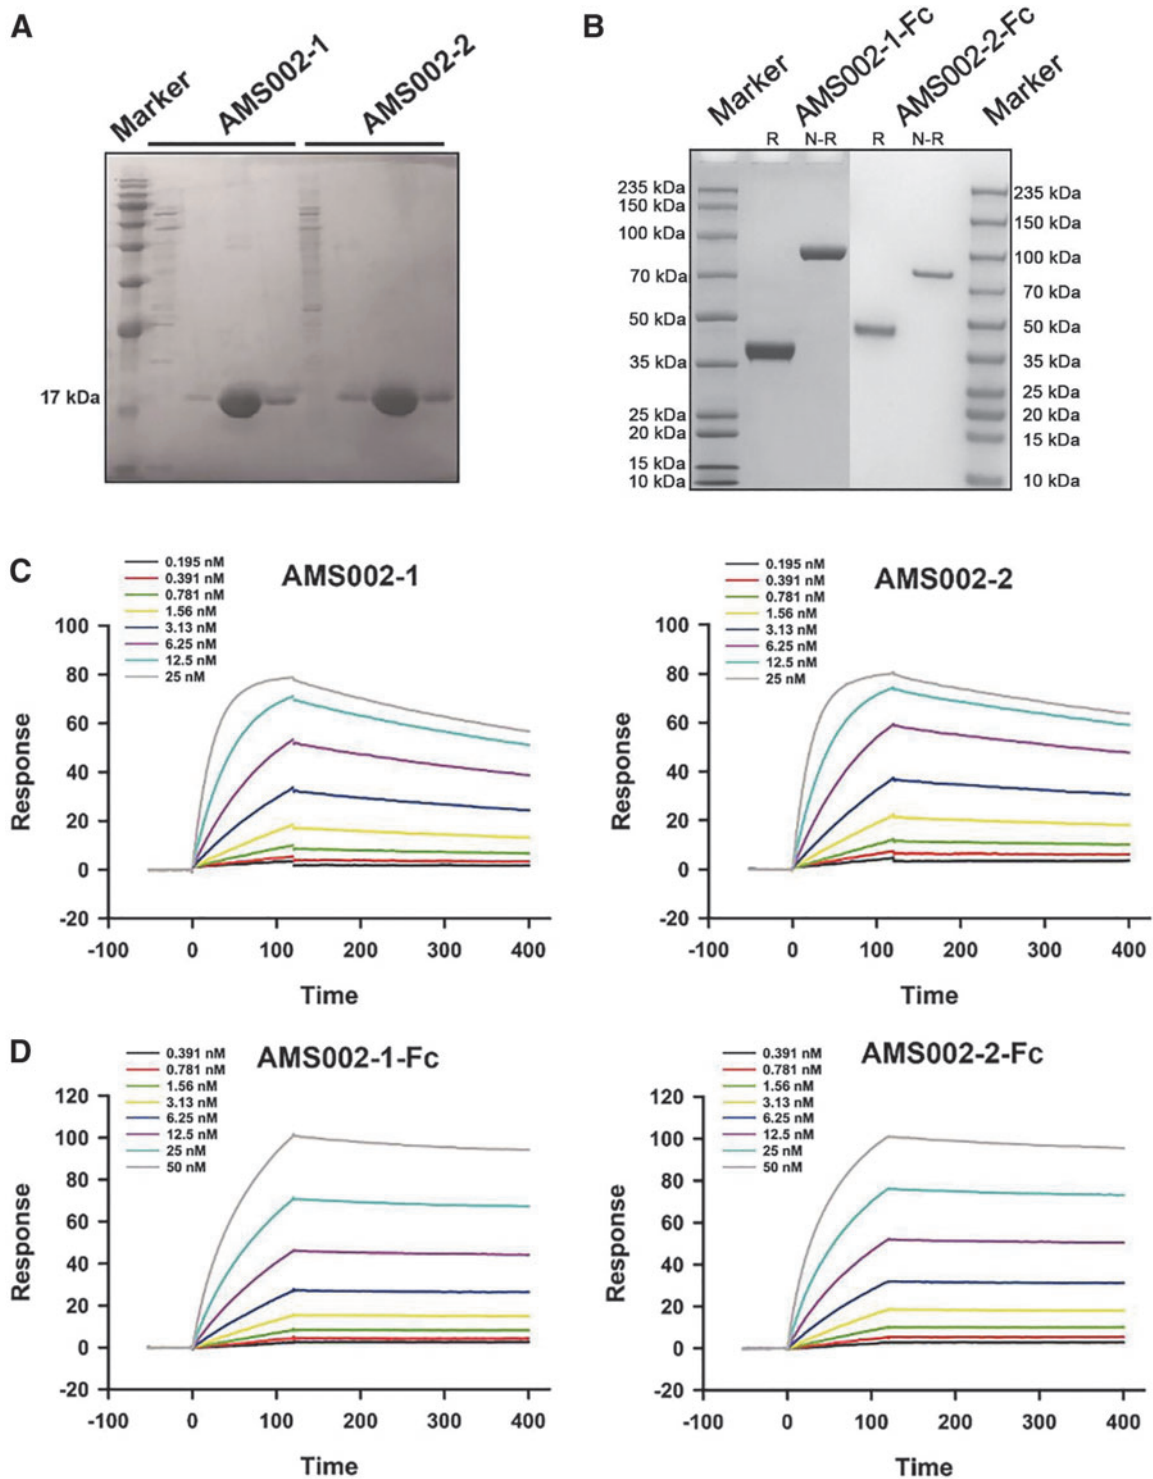 A
Marker
AMS002-1
AMS002-2
17 kDa
B
Marker
AMS002-1-Fc
AMS002-2-Fc
Marker
R
N-R
R
N-R
235 kDa
150 kDa
100 kDa
70 kDa
50 kDa
35 kDa
25 kDa
20 kDa
15 kDa
10 kDa
235 kDa
150 kDa
100 kDa
70 kDa
50 kDa
35 kDa
25 kDa
20 kDa
15 kDa
10 kDa
C
AMS002-1
0.195 nM
0.391 nM
0.781 nM
1.56 nM
3.13 nM
6.25 nM
12.5 nM
25 nM
Response
100
80
60
40
20
0
-20
-100 0 100 200 300 400
Time
AMS002-2
0.195 nM
0.391 nM
0.781 nM
1.56 nM
3.13 nM
6.25 nM
12.5 nM
25 nM
Response
100
80
60
40
20
0
-20
-100 0 100 200 300 400
Time
D
AMS002-1-Fc
0.391 nM
0.781 nM
1.56 nM
3.13 nM
6.25 nM
12.5 nM
25 nM
50 nM
Response
120
100
80
60
40
20
0
-20
-100 0 100 200 300 400
Time
AMS002-2-Fc
0.391 nM
0.781 nM
1.56 nM
3.13 nM
6.25 nM
12.5 nM
25 nM
50 nM
Response
120
100
80
60
40
20
0
-20
-100 0 100 200 300 400
Time